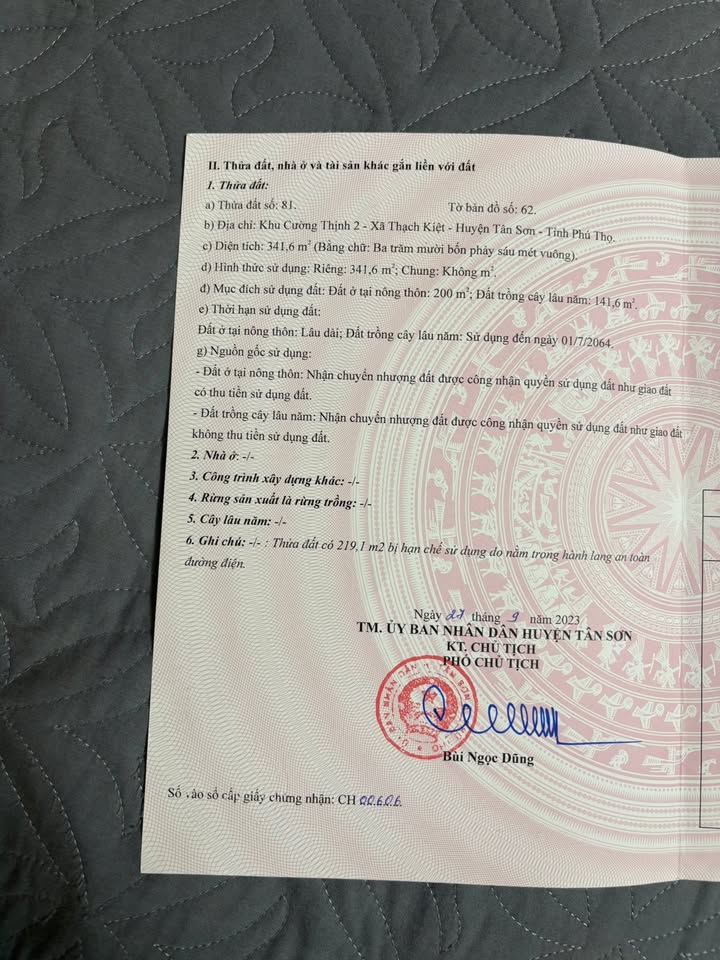 II. Thửa đất, nhà ở và tài sản khác gắn liền với đất
1. Thửa đất:
a) Thửa đất số: 81. Tờ bản đồ số: 62.
b) Địa chỉ: Khu Cường Thịnh 2 - Xã Thạch Kiệt - Huyện Tân Sơn - Tỉnh Phú Thọ.
c) Diện tích: 341,6 m² (Bằng chữ: Ba trăm mười bốn phảy sáu mét vuông).
d) Hình thức sử dụng: Riêng: 341,6 m²; Chung: Không m².
đ) Mục đích sử dụng đất: Đất ở tại nông thôn: 200 m²; Đất trồng cây lâu năm: 141,6 m².
e) Thời hạn sử dụng đất:
Đất ở tại nông thôn: Lâu dài; Đất trồng cây lâu năm: Sử dụng đến ngày 01/7/2064.
g) Nguồn gốc sử dụng:
- Đất ở tại nông thôn: Nhận chuyển nhượng đất được công nhận quyền sử dụng đất như giao đất
có thu tiền sử dụng đất.
- Đất trồng cây lâu năm: Nhận chuyển nhượng đất được công nhận quyền sử dụng đất như giao đất
không thu tiền sử dụng đất.
2. Nhà ở: -/-
3. Công trình xây dựng khác: -/-
4. Rừng sản xuất là rừng trồng: -/-
5. Cây lâu năm: -/-
6. Ghi chú: -/- : Thửa đất có 219,1 m2 bị hạn chế sử dụng do nằm trong hành lang an toàn
đường điện.
Ngày 27 tháng 9 năm 2023
TM. ỦY BAN NHÂN DÂN HUYỆN TÂN SƠN
KT. CHỦ TỊCH
PHÓ CHỦ TỊCH
Bùi Ngọc Dũng
Số vào sổ cấp giấy chứng nhận: CH 00606